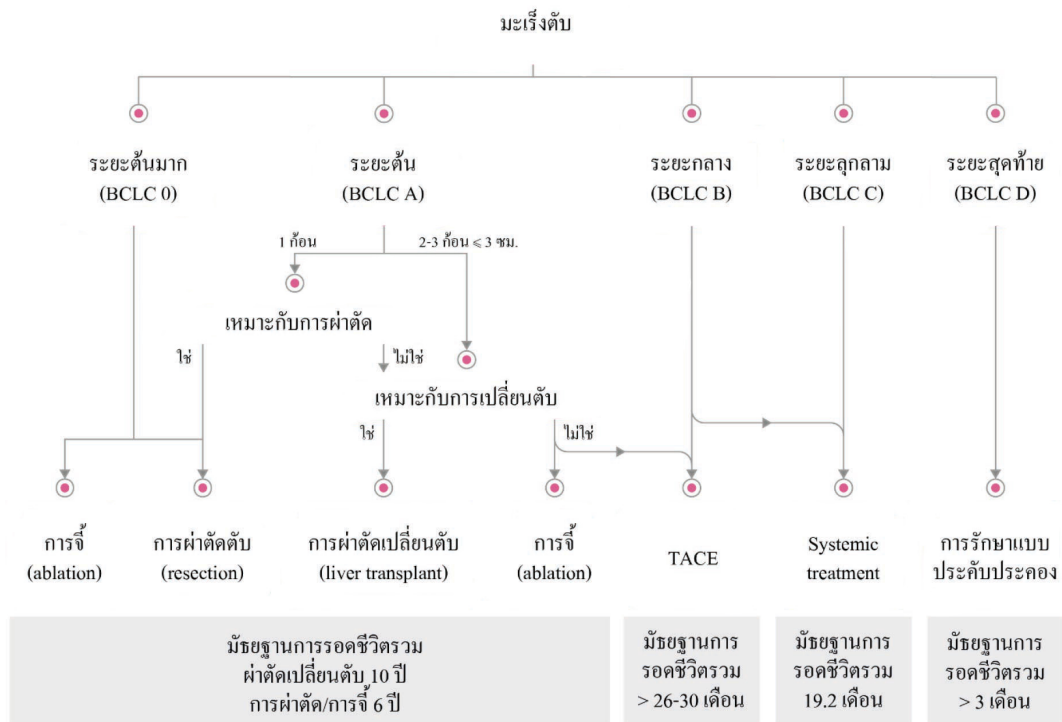 มะเร็งตับ
ระยะต้นมาก
(BCLC 0)
ระยะต้น
(BCLC A)
ระยะกลาง
(BCLC B)
ระยะลุกลาม
(BCLC C)
ระยะสุดท้าย
(BCLC D)
1 ก้อน
2-3 ก้อน ⩽ 3 ซม.
เหมาะกับการผ่าตัด
ใช่
ไม่ใช่
เหมาะกับการเปลี่ยนตับ
ใช่
ไม่ใช่
การจี้
(ablation)
การผ่าตัดตับ
(resection)
การผ่าตัดเปลี่ยนตับ
(liver transplant)
การจี้
(ablation)
TACE
Systemic
treatment
การรักษาแบบ
ประคับประคอง
มัธยฐานการรอดชีวิตรวม
ผ่าตัดเปลี่ยนตับ 10 ปี
การผ่าตัด/การจี้ 6 ปี
มัธยฐานการ
รอดชีวิตรวม
> 26-30 เดือน
มัธยฐานการ
รอดชีวิตรวม
19.2 เดือน
มัธยฐานการ
รอดชีวิตรวม
> 3 เดือน